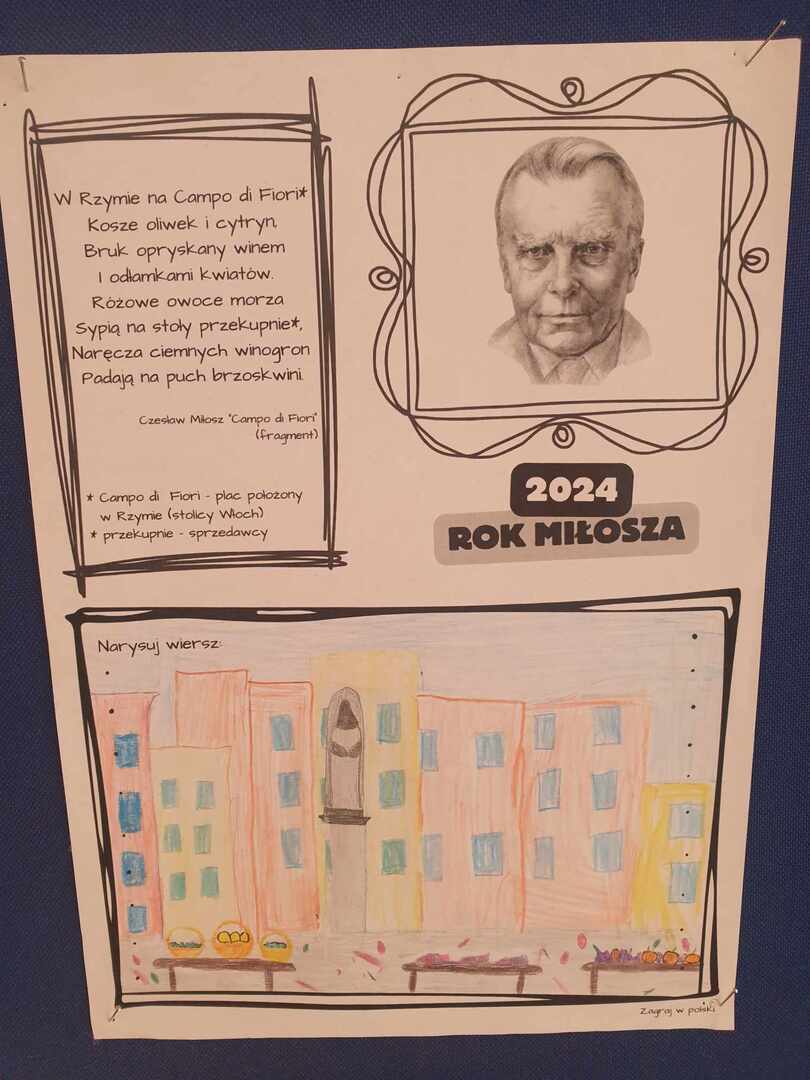 W Rzymie na Campo di Fiori*
Kosze oliwek i cytryn,
Bruk opryskany winem
I odłamkami kwiatów.
Różowe owoce morza
Sypią na stoły przekupnie*,
Naręcza ciemnych winogron
Padają na puch brzoskwini.
Czesław Miłosz "Campo di Fiori"
(fragment)
* Campo di Fiori - plac położony
w Rzymie (stolicy Włoch)
* przekupnie - sprzedawcy
2024
ROK MIŁOSZA
Narysuj wiersz:
Zagraj w polski